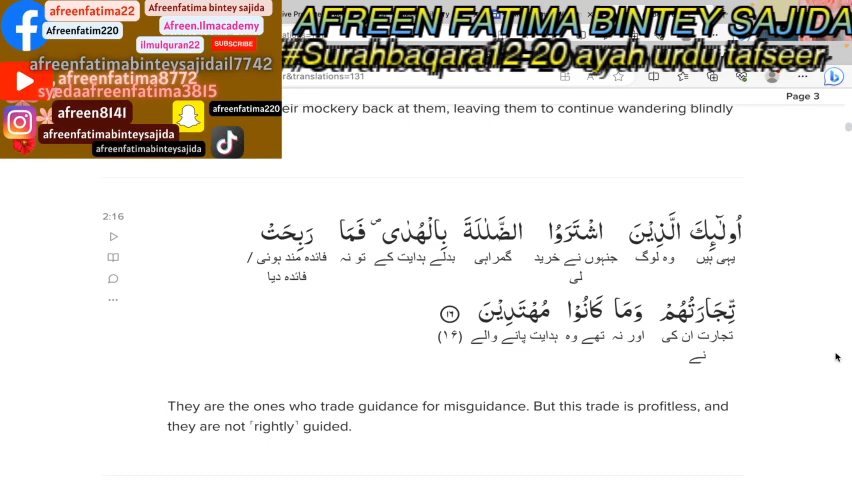 afreenfatima22
Afreenfatima bintey sajida
Afreenfatim220
Afreen.Ilmacademy
ilmulquran22
SUBSCRIBE
afreenfatimabinteysajidail7742
afreenfatima8772
syedaafreenfatima3815
afreen8141
afreenfatima220
afreenfatimabinteysajida
afreenfatimabinteysajida
AFREEN FATIMA BINTEY SAJIDA
#Surahbaqara12-20 ayah urdu tafseer
r&translations=131
Page 3
eir mockery back at them, leaving them to continue wandering blindly
2:16
اُولٰٓئِكَ الَّذِيْنَ اشْتَرَوُا الضَّلٰلَةَ بِالْهُدٰى ۖ فَمَا رَبِحَتْ
یہی ہیں وہ لوگ جنہوں نے خرید لی گمراہی بدلے ہدایت کے تو نہ فائدہ مند ہوئی / فائدہ دیا
تِّجَارَتُهُمْ وَمَا كَانُوْا مُهْتَدِيْنَ ١٦
تجارت ان کی نے اور نہ تھے وہ ہدایت پانے والے (۱۶)
They are the ones who trade guidance for misguidance. But this trade is profitless, and
they are not ˹rightly˺ guided.